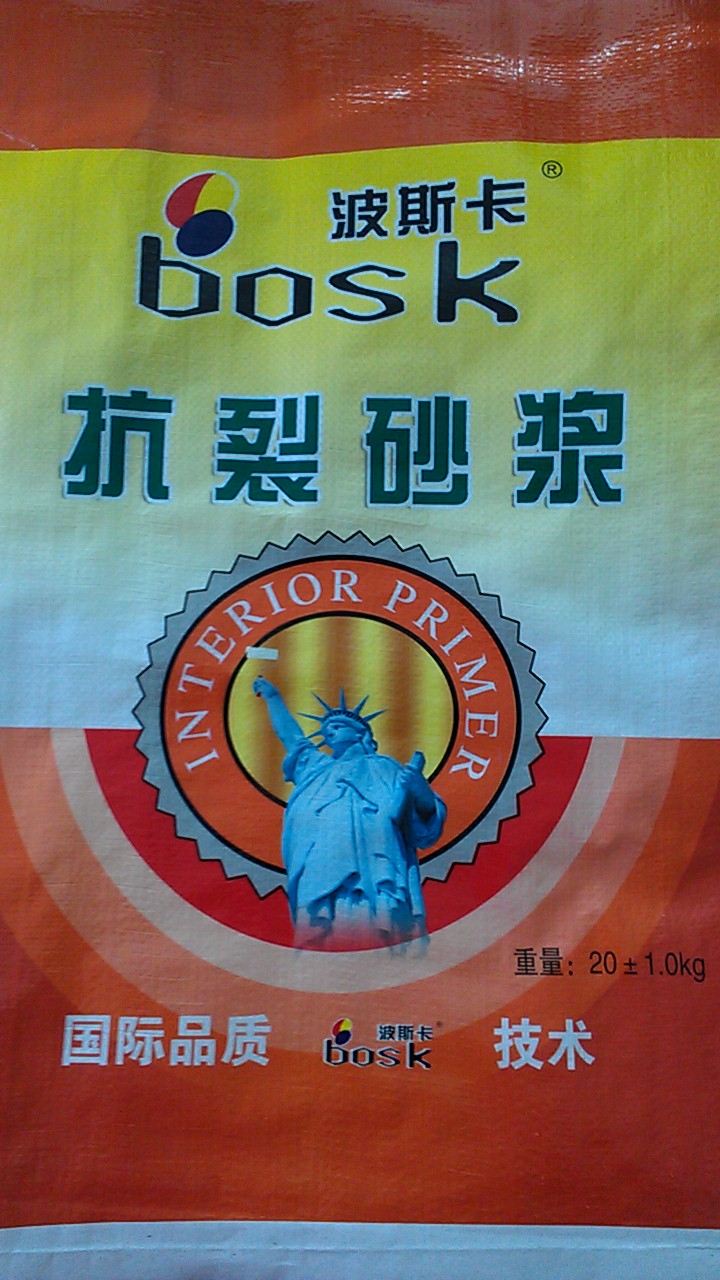 波斯卡®
bosk
抗裂砂浆
INTERIOR PRIMER
重量：20±1.0kg
国际品质 波斯卡® bosk 技术